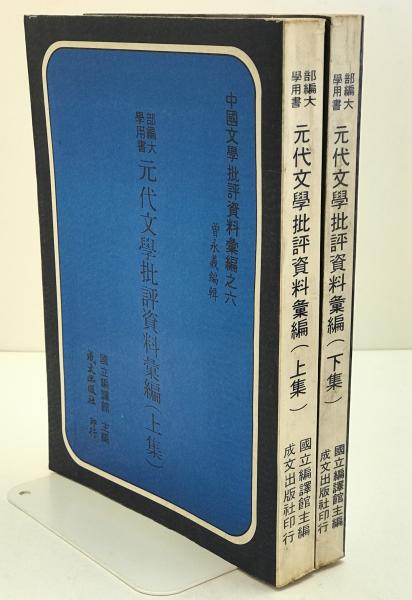 中國文學批評資料彙編之六
曾永義編輯
部編大學用書
元代文學批評資料彙編(上集)
國立編譯館 主編
成文出版社 印行
部編大學用書
元代文學批評資料彙編(上集)
國立編譯館主編
成文出版社印行
部編大學用書
元代文學批評資料彙編(下集)
國立編譯館主編
成文出版社印行